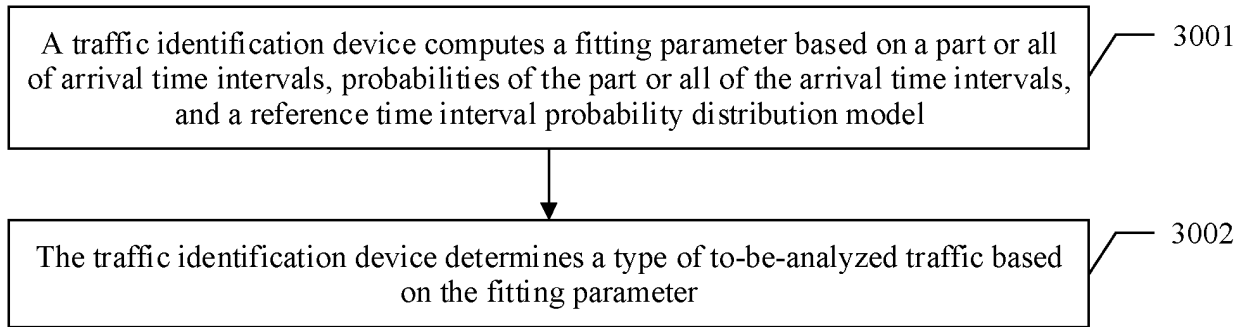 A traffic identification device computes a fitting parameter based on a part or all
of arrival time intervals, probabilities of the part or all of the arrival time intervals,
and a reference time interval probability distribution model
3001
The traffic identification device determines a type of to-be-analyzed traffic based
on the fitting parameter
3002